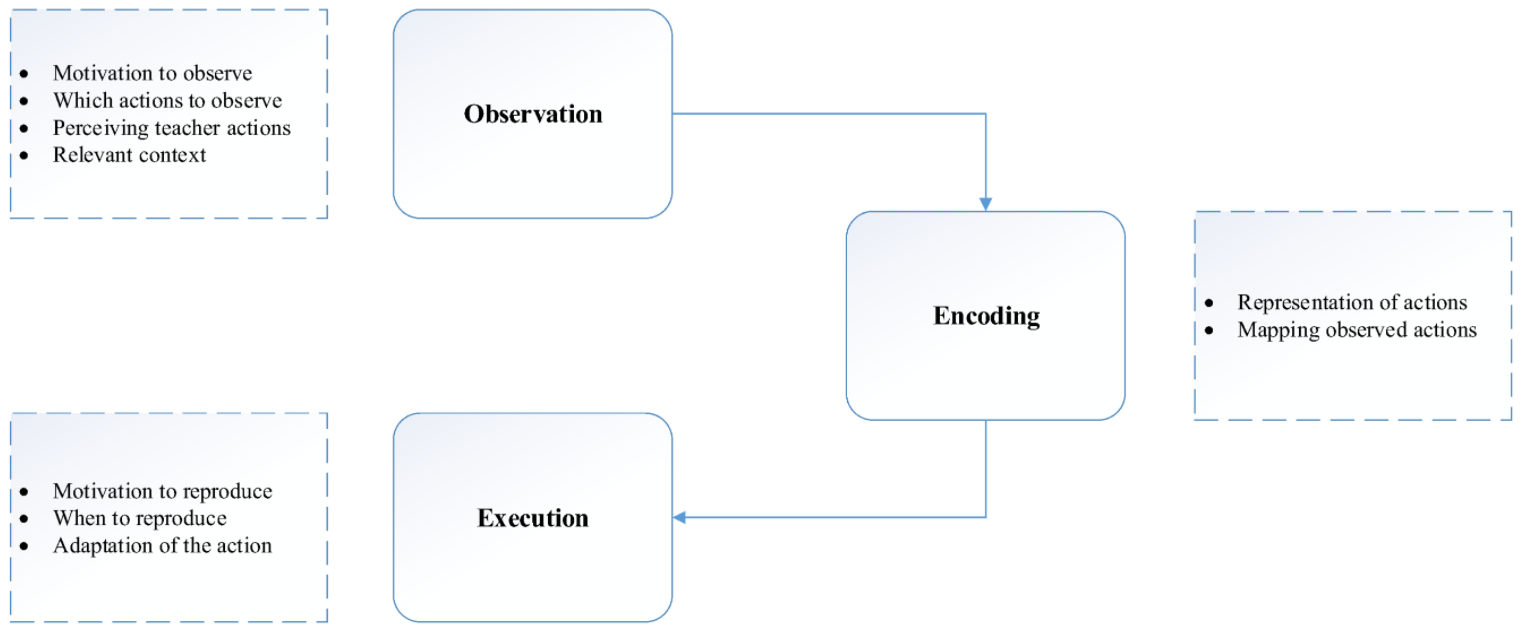 • Motivation to observe
• Which actions to observe
• Perceiving teacher actions
• Relevant context
Observation
Encoding
• Representation of actions
• Mapping observed actions
• Motivation to reproduce
• When to reproduce
• Adaptation of the action
Execution